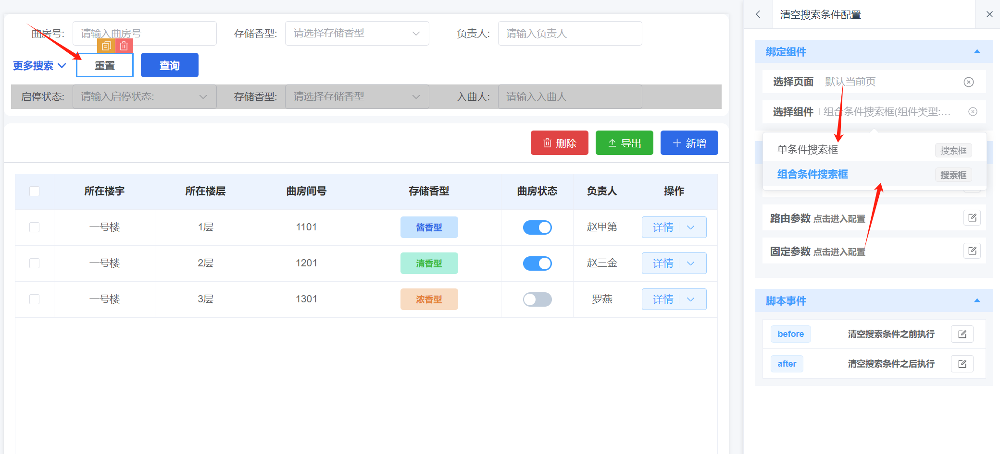 曲房号: 请输入曲房号 存储香型: 请选择存储香型 负责人: 请输入负责人
更多搜索 重置 查询
启停状态: 请输入启停状态: 存储香型: 请选择存储香型 入曲人: 请输入入曲人
删除 导出 新增
所在楼宇 所在楼层 曲房间号 存储香型 曲房状态 负责人 操作
一号楼 1层 1101 酱香型 赵甲第 详情
一号楼 2层 1201 清香型 赵三金 详情
一号楼 3层 1301 浓香型 罗燕 详情
清空搜索条件配置
绑定组件
选择页面 默认当前页
选择组件 组合条件搜索框(组件类型:...
单条件搜索框 搜索框
组合条件搜索框 搜索框
路由参数 点击进入配置
固定参数 点击进入配置
脚本事件
before 清空搜索条件之前执行
after 清空搜索条件之后执行